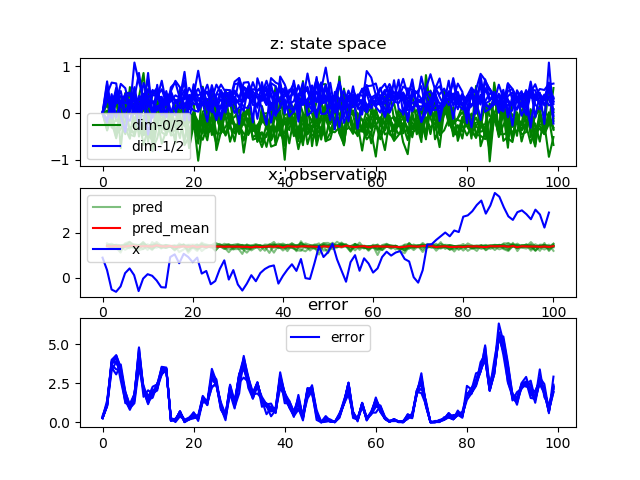 z: state space
1
0
−1
dim-0/2
dim-1/2
0 20 40 60 80 100
x: observation
2
0
pred
pred_mean
x
0 20 40 60 80 100
error
5.0
2.5
0.0
error
0 20 40 60 80 100